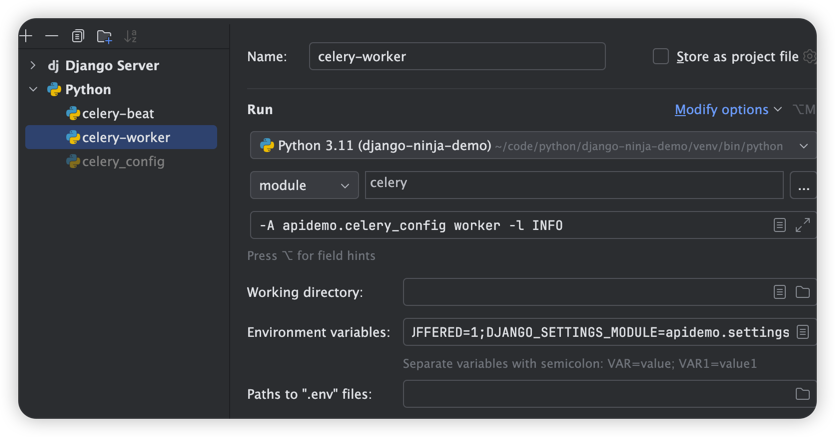 Name:
celery-worker
Store as project file
dj Django Server
Python
celery-beat
celery-worker
celery_config
Run
Modify options
⌥M
Python 3.11 (django-ninja-demo) ~/code/python/django-ninja-demo/venv/bin/python
module
celery
...
-A apidemo.celery_config worker -l INFO
Press ⌥ for field hints
Working directory:
Environment variables:
JFFERED=1;DJANGO_SETTINGS_MODULE=apidemo.settings
Separate variables with semicolon: VAR=value; VAR1=value1
Paths to ".env" files: